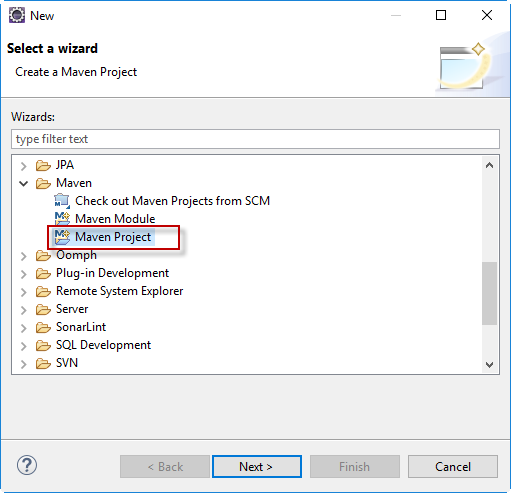 New
Select a wizard
Create a Maven Project
Wizards:
type filter text
JPA
Maven
Check out Maven Projects from SCM
Maven Module
Maven Project
Oomph
Plug-in Development
Remote System Explorer
Server
SonarLint
SQL Development
SVN
? < Back Next > Finish Cancel